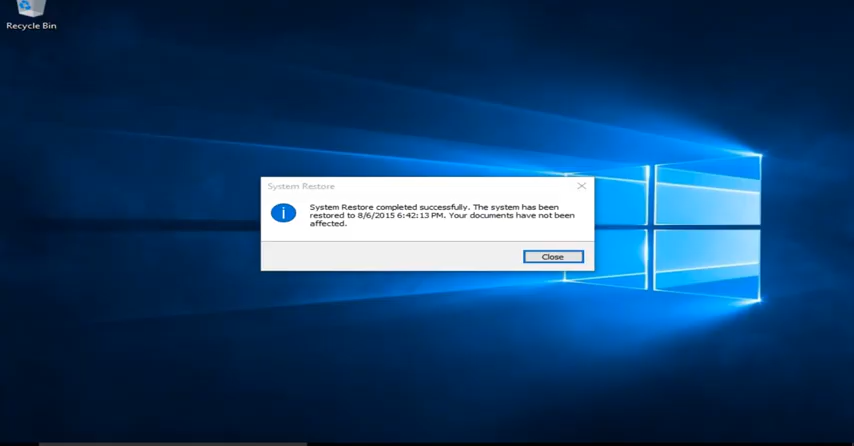 Recycle Bin
System Restore
System Restore completed successfully. The system has been
restored to 8/6/2015 6:42:13 PM. Your documents have not been
affected.
Close